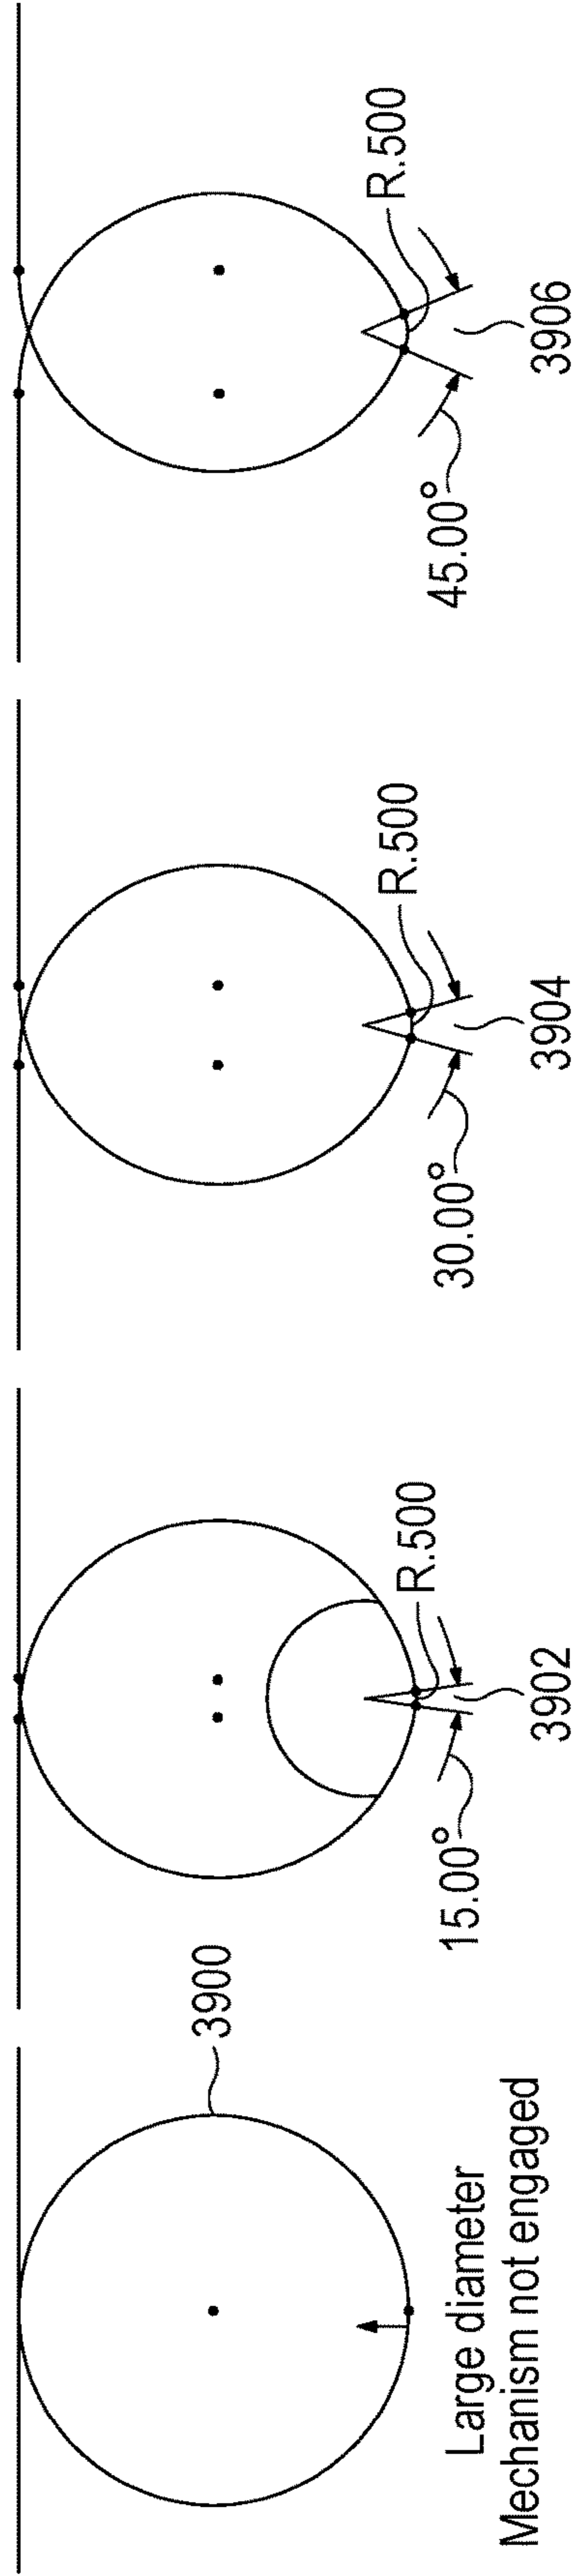 3900
Large diameter
Mechanism not engaged
15.00°
R.500
3902
30.00°
R.500
3904
45.00°
R.500
3906